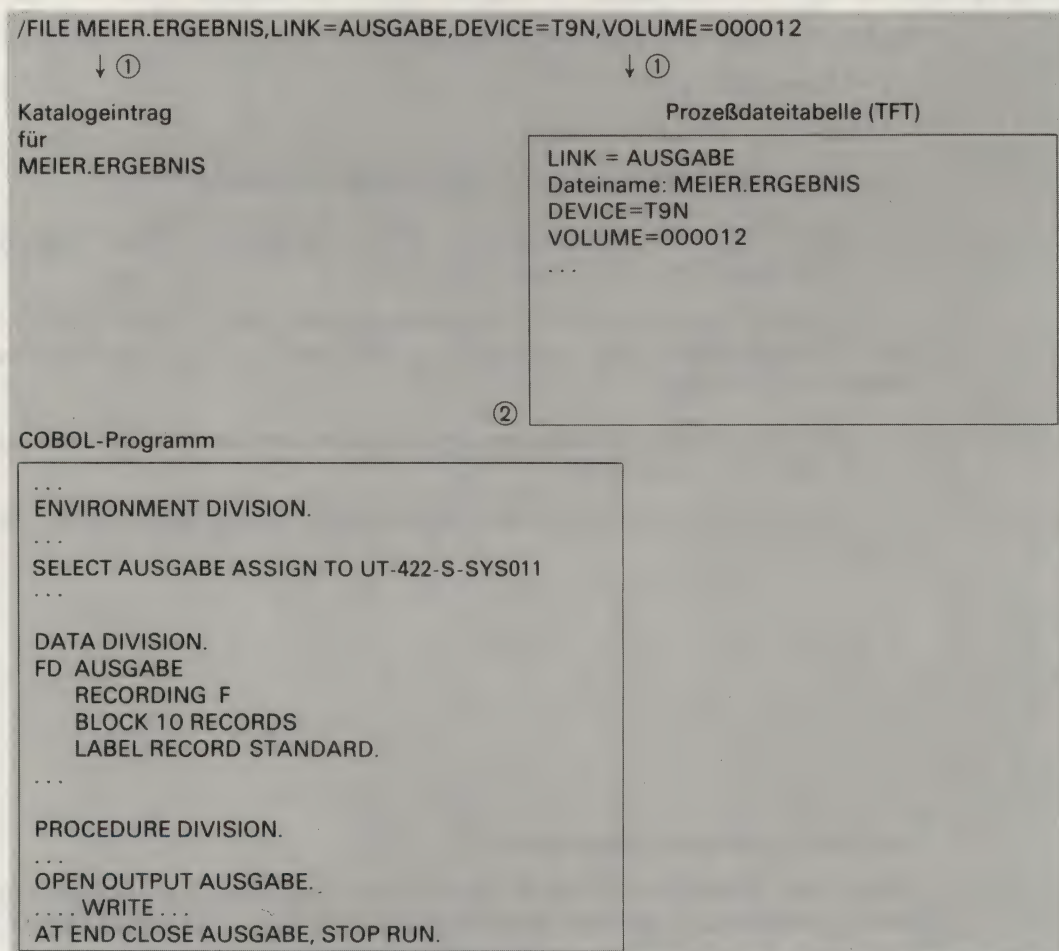 /FILE MEIER.ERGEBNIS,LINK=AUSGABE,DEVICE=T9N,VOLUME=000012
↓ ① ↓ ①
Katalogeintrag
für
MEIER.ERGEBNIS
Prozeßdateitabelle (TFT)
LINK = AUSGABE
Dateiname: MEIER.ERGEBNIS
DEVICE=T9N
VOLUME=000012
...
②
COBOL-Programm
...
ENVIRONMENT DIVISION.
...
SELECT AUSGABE ASSIGN TO UT-422-S-SYS011
...
DATA DIVISION.
FD AUSGABE
RECORDING F
BLOCK 10 RECORDS
LABEL RECORD STANDARD.
...
PROCEDURE DIVISION.
...
OPEN OUTPUT AUSGABE.
.... WRITE ...
AT END CLOSE AUSGABE, STOP RUN.